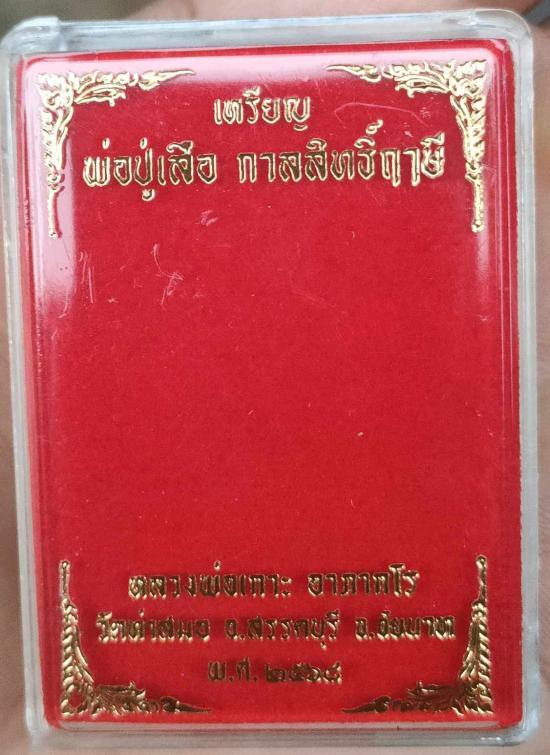 เหรียญ
พ่อปู่เสือ กาลสิทธิ์ฤาษี
หลวงพ่อเกาะ อาภากโร
วัดท่าสมอ อ.สรรคบุรี จ.ชัยนาท
พ.ศ.๒๕๖๘